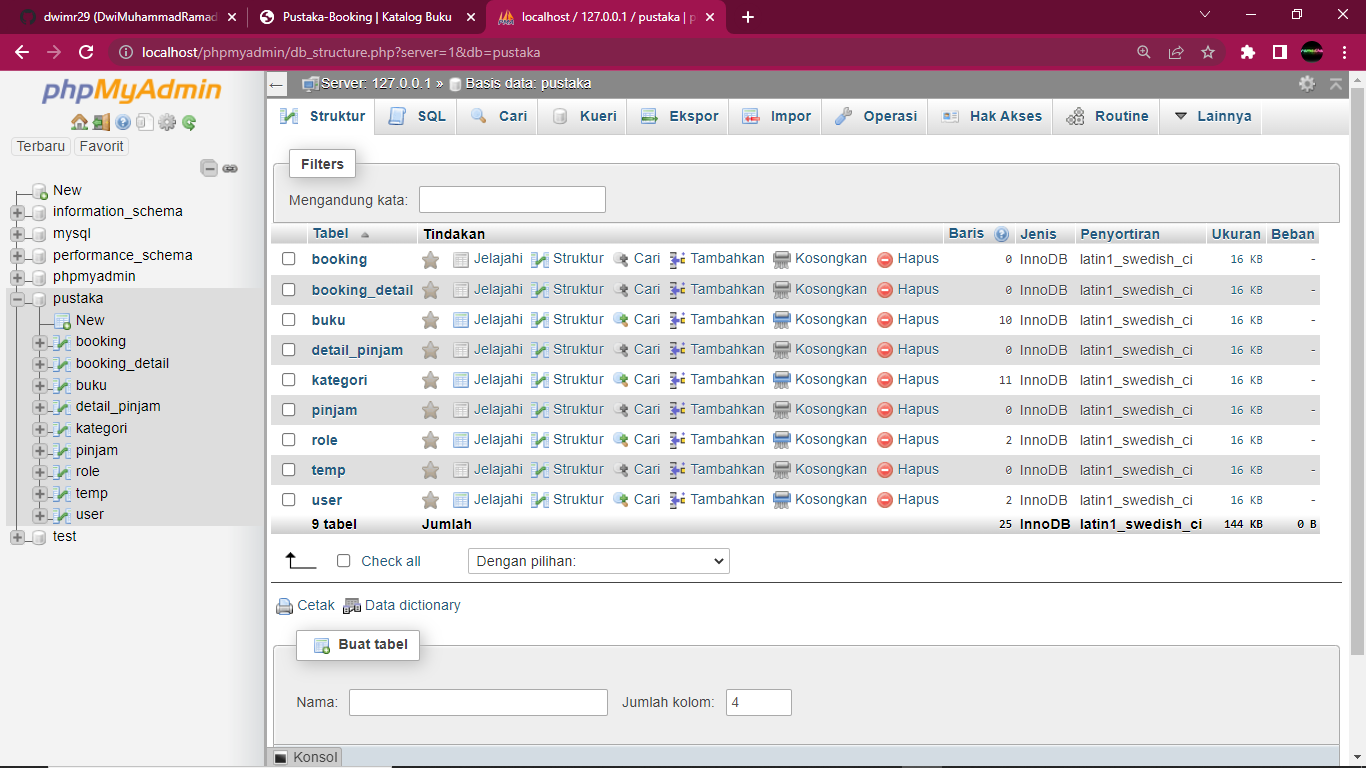 dwimr29 (DwiMuhammadRamad
Pustaka-Booking | Katalog Buku
localhost / 127.0.0.1 / pustaka | p
localhost/phpmyadmin/db_structure.php?server=1&db=pustaka
phpMyAdmin
Terbaru Favorit
New
information_schema
mysql
performance_schema
phpmyadmin
pustaka
New
booking
booking_detail
buku
detail_pinjam
kategori
pinjam
role
temp
user
test
Server: 127.0.0.1 » Basis data: pustaka
Struktur SQL Cari Kueri Ekspor Impor Operasi Hak Akses Routine Lainnya
Filters
Mengandung kata:
Tabel Tindakan Baris Jenis Penyortiran Ukuran Beban
booking Jelajahi Struktur Cari Tambahkan Kosongkan Hapus 0 InnoDB latin1_swedish_ci 16 KB -
booking_detail Jelajahi Struktur Cari Tambahkan Kosongkan Hapus 0 InnoDB latin1_swedish_ci 16 KB -
buku Jelajahi Struktur Cari Tambahkan Kosongkan Hapus 10 InnoDB latin1_swedish_ci 16 KB -
detail_pinjam Jelajahi Struktur Cari Tambahkan Kosongkan Hapus 0 InnoDB latin1_swedish_ci 16 KB -
kategori Jelajahi Struktur Cari Tambahkan Kosongkan Hapus 11 InnoDB latin1_swedish_ci 16 KB -
pinjam Jelajahi Struktur Cari Tambahkan Kosongkan Hapus 0 InnoDB latin1_swedish_ci 16 KB -
role Jelajahi Struktur Cari Tambahkan Kosongkan Hapus 2 InnoDB latin1_swedish_ci 16 KB -
temp Jelajahi Struktur Cari Tambahkan Kosongkan Hapus 0 InnoDB latin1_swedish_ci 16 KB -
user Jelajahi Struktur Cari Tambahkan Kosongkan Hapus 2 InnoDB latin1_swedish_ci 16 KB -
9 tabel Jumlah 25 InnoDB latin1_swedish_ci 144 KB 0 B
Check all Dengan pilihan:
Cetak Data dictionary
Buat tabel
Nama: Jumlah kolom: 4
Konsol